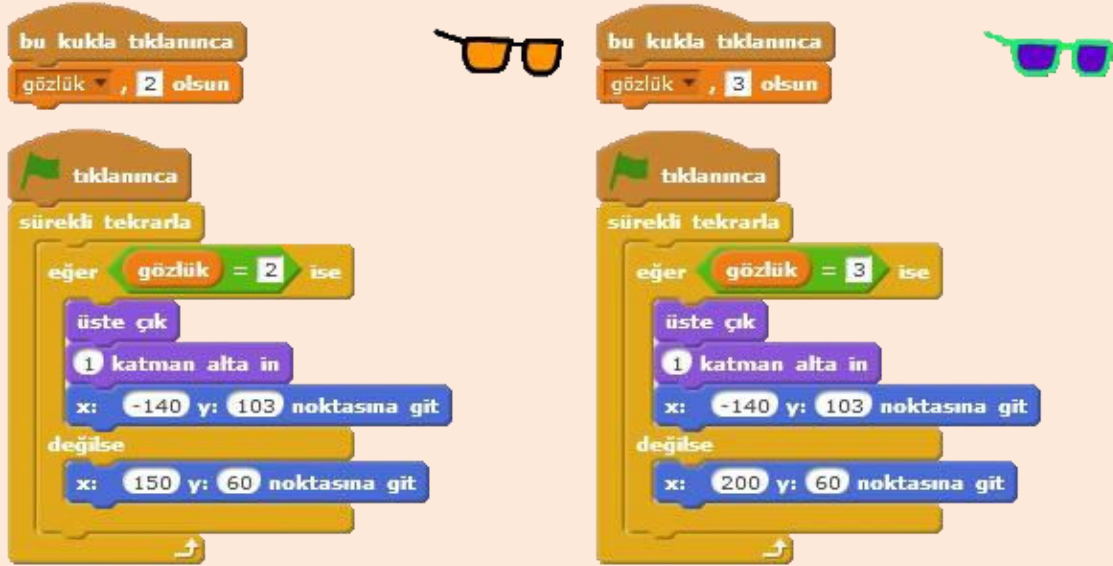 bu kukla tıklanınca
gözlük , 2 olsun
tıklanınca
sürekli tekrarla
eğer gözlük = 2 ise
üste çık
1 katman alta in
x: -140 y: 103 noktasına git
değilse
x: 150 y: 60 noktasına git
bu kukla tıklanınca
gözlük , 3 olsun
tıklanınca
sürekli tekrarla
eğer gözlük = 3 ise
üste çık
1 katman alta in
x: -140 y: 103 noktasına git
değilse
x: 200 y: 60 noktasına git